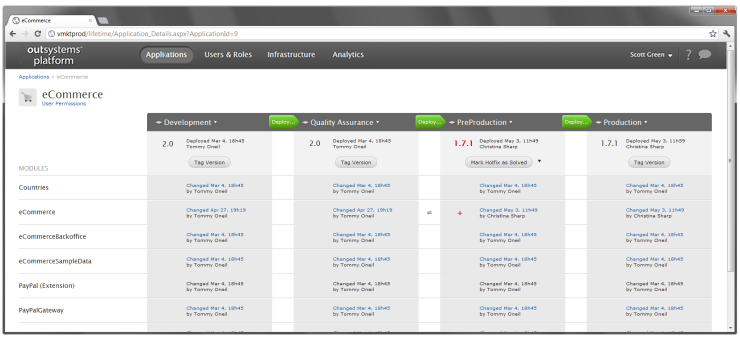 eCommerce
vmktprod/lifetime/Application_Details.aspx?ApplicationId=9
outsystems® platform
Applications Users & Roles Infrastructure Analytics Scott Green ?
Applications > eCommerce
eCommerce
User Permissions
Development Deploy... Quality Assurance Deploy... PreProduction Deploy... Production
2.0 Deployed Mar 4, 18h45 2.0 Deployed Mar 4, 18h45 1.7.1 Deployed May 3, 11h49 1.7.1 Deployed May 3, 11h59
Tommy Oneil Tommy Oneil Christina Sharp Christina Sharp
Tag Version Tag Version Mark Hotfix as Solved Tag Version
MODULES
Countries Changed Mar 4, 18h45 Changed Mar 4, 18h45 Changed Mar 4, 18h45 Changed Mar 4, 18h45
by Tommy Oneil by Tommy Oneil by Tommy Oneil by Tommy Oneil
eCommerce Changed Apr 27, 19h19 Changed Apr 27, 19h19 ≠ + Changed May 3, 11h49 Changed May 3, 11h49
by Tommy Oneil by Tommy Oneil by Christina Sharp by Christina Sharp
eCommerceBackoffice Changed Mar 4, 18h45 Changed Mar 4, 18h45 Changed Mar 4, 18h45 Changed Mar 4, 18h45
by Tommy Oneil by Tommy Oneil by Tommy Oneil by Tommy Oneil
eCommerceSampleData Changed Mar 4, 18h45 Changed Mar 4, 18h45 Changed Mar 4, 18h45 Changed Mar 4, 18h45
by Tommy Oneil by Tommy Oneil by Tommy Oneil by Tommy Oneil
PayPal (Extension) Changed Mar 4, 18h45 Changed Mar 4, 18h45 Changed Mar 4, 18h45 Changed Mar 4, 18h45
by Tommy Oneil by Tommy Oneil by Tommy Oneil by Tommy Oneil
PayPalGateway Changed Mar 4, 18h45 Changed Mar 4, 18h45 Changed Mar 4, 18h45 Changed Mar 4, 18h45
by Tommy Oneil by Tommy Oneil by Tommy Oneil by Tommy Oneil